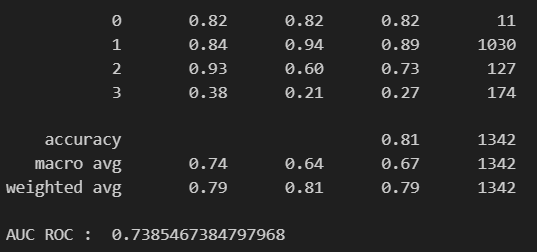 0 0.82 0.82 0.82 11
1 0.84 0.94 0.89 1030
2 0.93 0.60 0.73 127
3 0.38 0.21 0.27 174
accuracy 0.81 1342
macro avg 0.74 0.64 0.67 1342
weighted avg 0.79 0.81 0.79 1342
AUC ROC : 0.7385467384797968